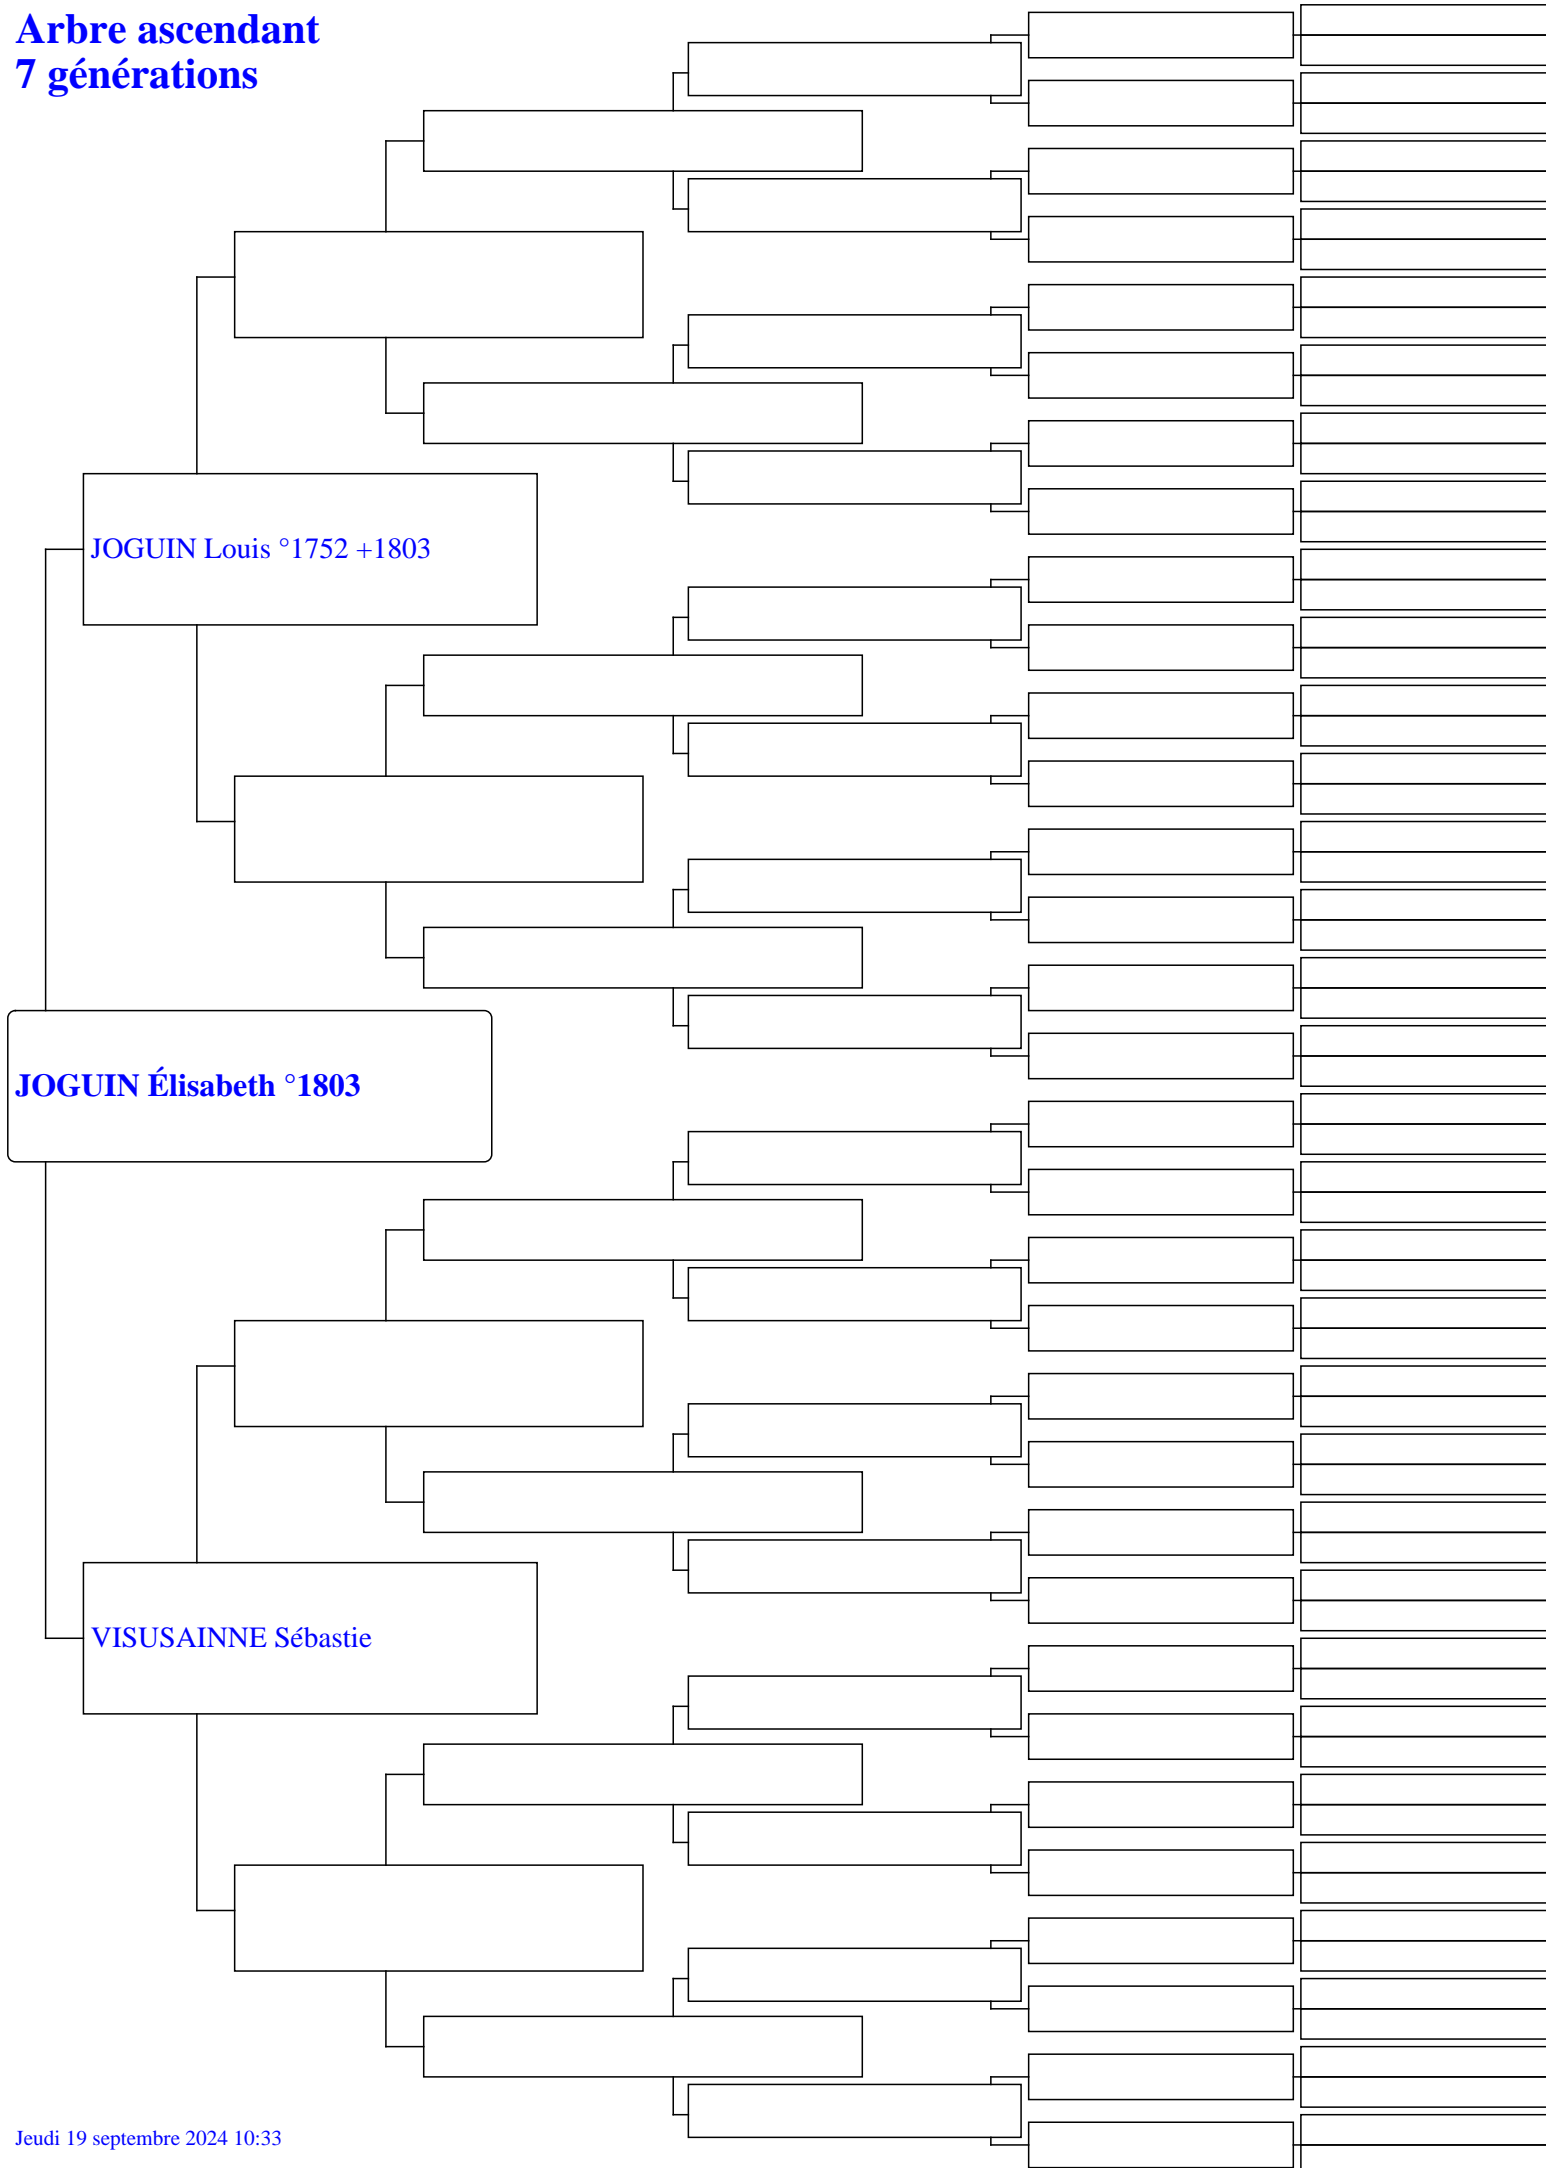 Arbre ascendant
7 générations
JOGUIN Louis °1752 +1803
JOGUIN Élisabeth °1803
VISUSAINNE Sébastie
Jeudi 19 septembre 2024 10:33